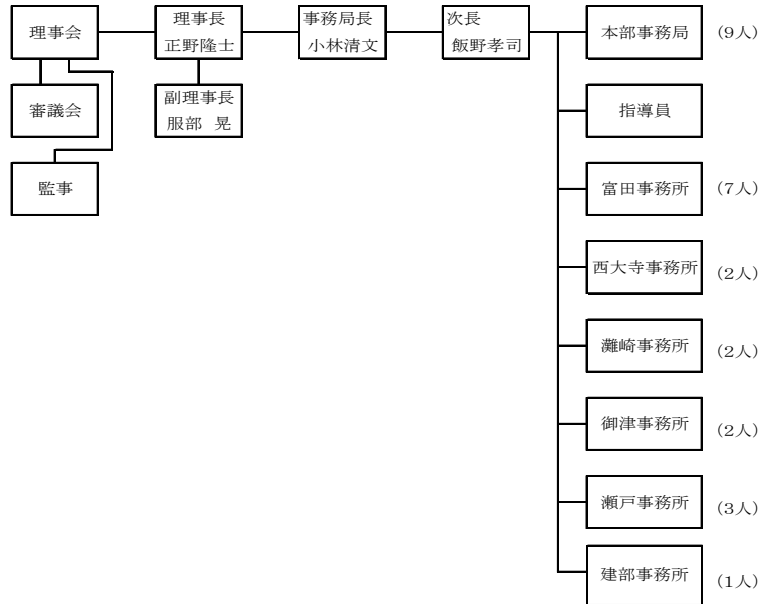 理事会
理事長
正野隆士
事務局長
小林清文
次長
飯野孝司
本部事務局 (9人)
審議会
副理事長
服部 晃
指導員
監事
富田事務所 (7人)
西大寺事務所 (2人)
灘崎事務所 (2人)
御津事務所 (2人)
瀬戸事務所 (3人)
建部事務所 (1人)